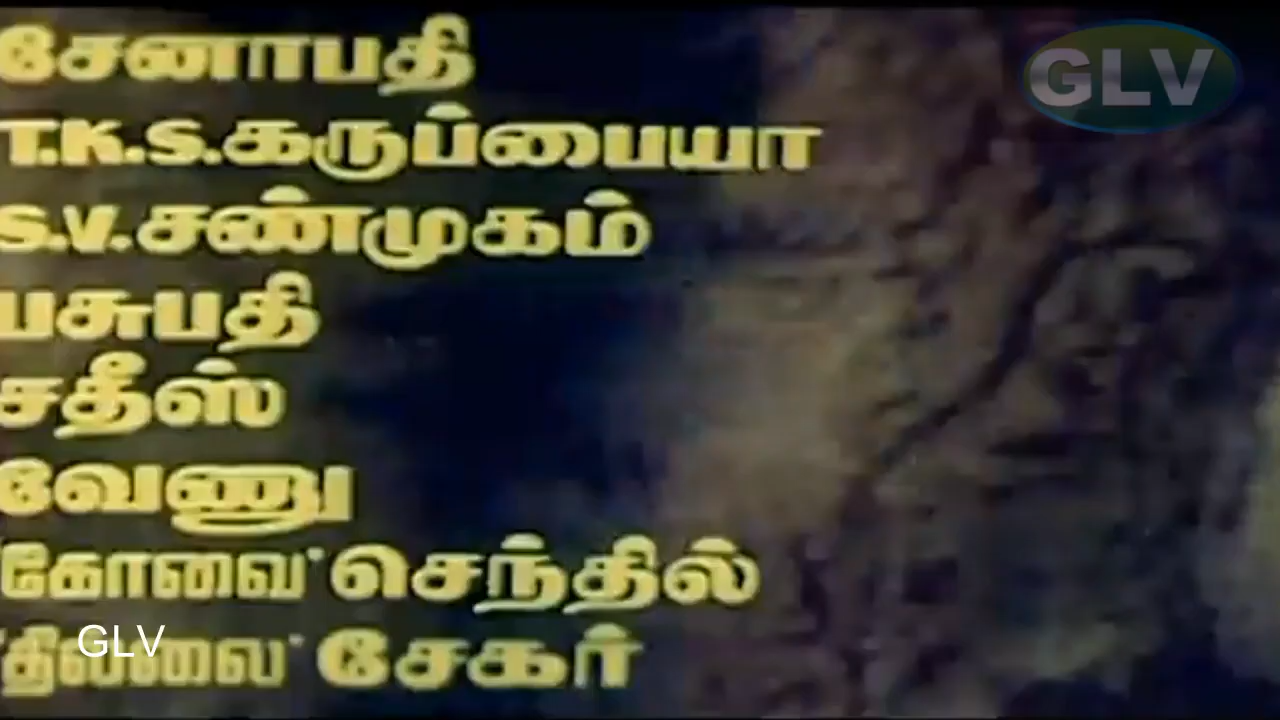 சேனாபதி
GLV
T.K.S.கருப்பையா
S.V.சண்முகம்
பசுபதி
சதீஸ்
வேணு
"கோவை" செந்தில்
"தில்லை" சேகர்
GLV